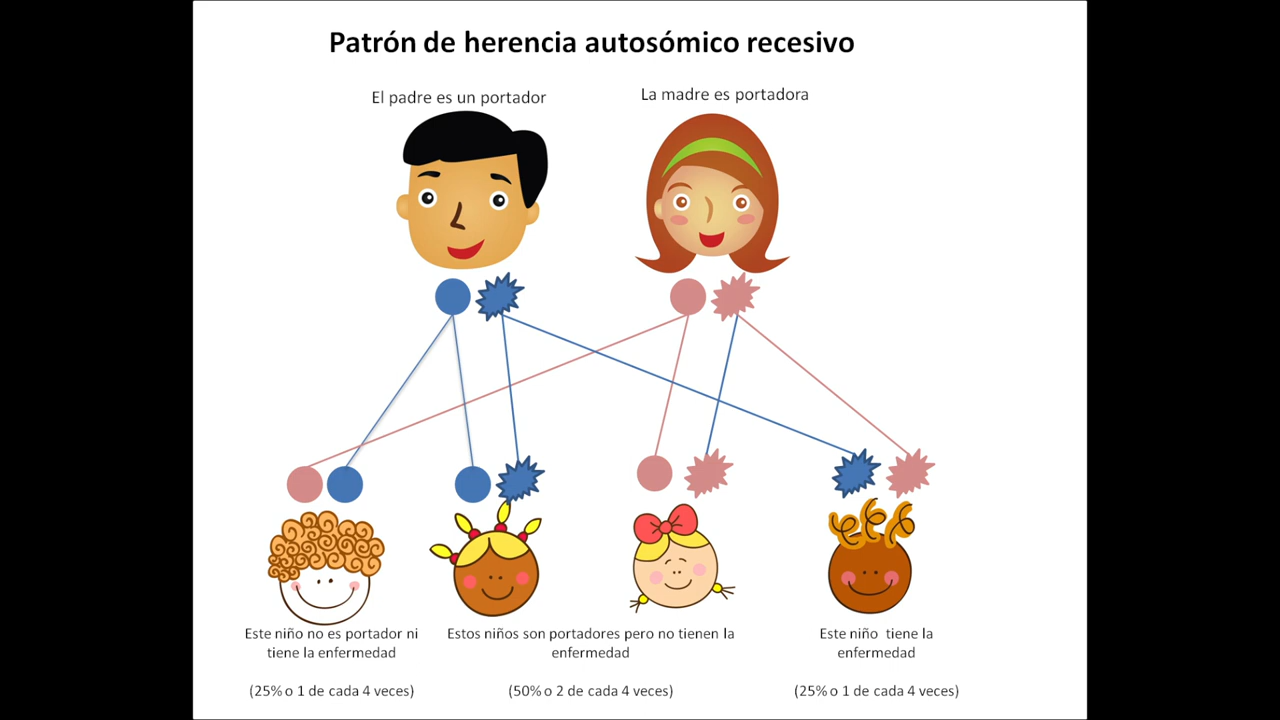 Patrón de herencia autosómico recesivo
El padre es un portador
La madre es portadora
Este niño no es portador ni
tiene la enfermedad
(25% o 1 de cada 4 veces)
Estos niños son portadores pero no tienen la
enfermedad
(50% o 2 de cada 4 veces)
Este niño tiene la
enfermedad
(25% o 1 de cada 4 veces)